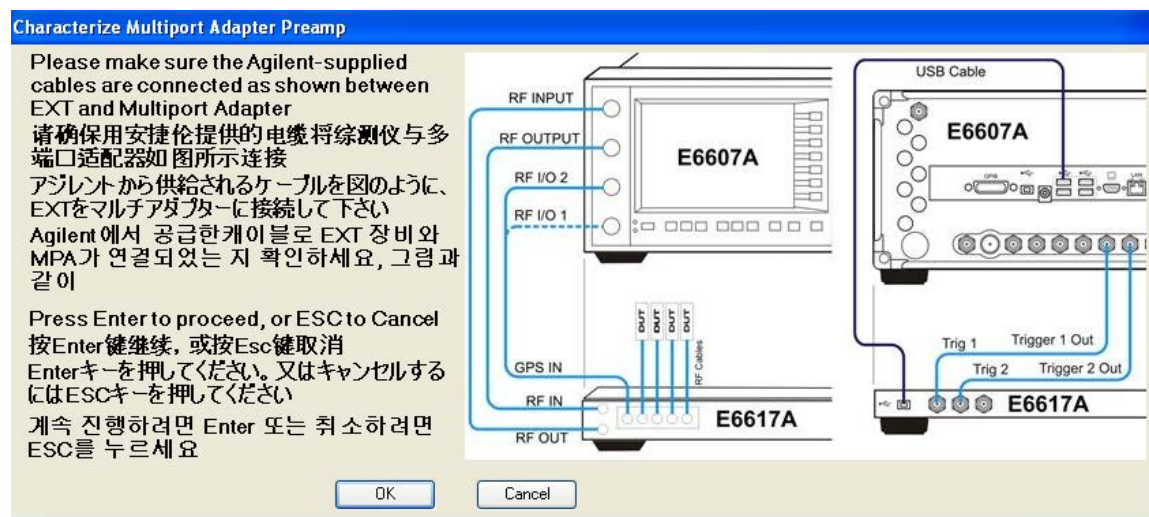 Characterize Multiport Adapter Preamp
Please make sure the Agilent-supplied
cables are connected as shown between
EXT and Multiport Adapter
请确保用安捷伦提供的电缆将综测仪与多
端口适配器如图所示连接
アジレントから供給されるケーブルを図のように、
EXTをマルチアダプターに接続して下さい
Agilent에서 공급한케이블로 EXT 장비와
MPA가 연결되었는 지 확인하세요, 그림과
같이
Press Enter to proceed, or ESC to Cancel
按Enter键继续, 或按Esc键取消
Enterキーを押してください。又はキャンセルする
にはESCキーを押してください
계속 진행하려면 Enter 또는 취소하려면
ESC를 누르세요
RF INPUT
RF OUTPUT
RF I/O 2
RF I/O 1
E6607A
DUT
DUT
DUT
DUT
RF Cables
GPS IN
RF IN
RF OUT
E6617A
USB Cable
E6607A
GPIB
LAN
Trig 1
Trigger 1 Out
Trig 2
Trigger 2 Out
E6617A
OK
Cancel